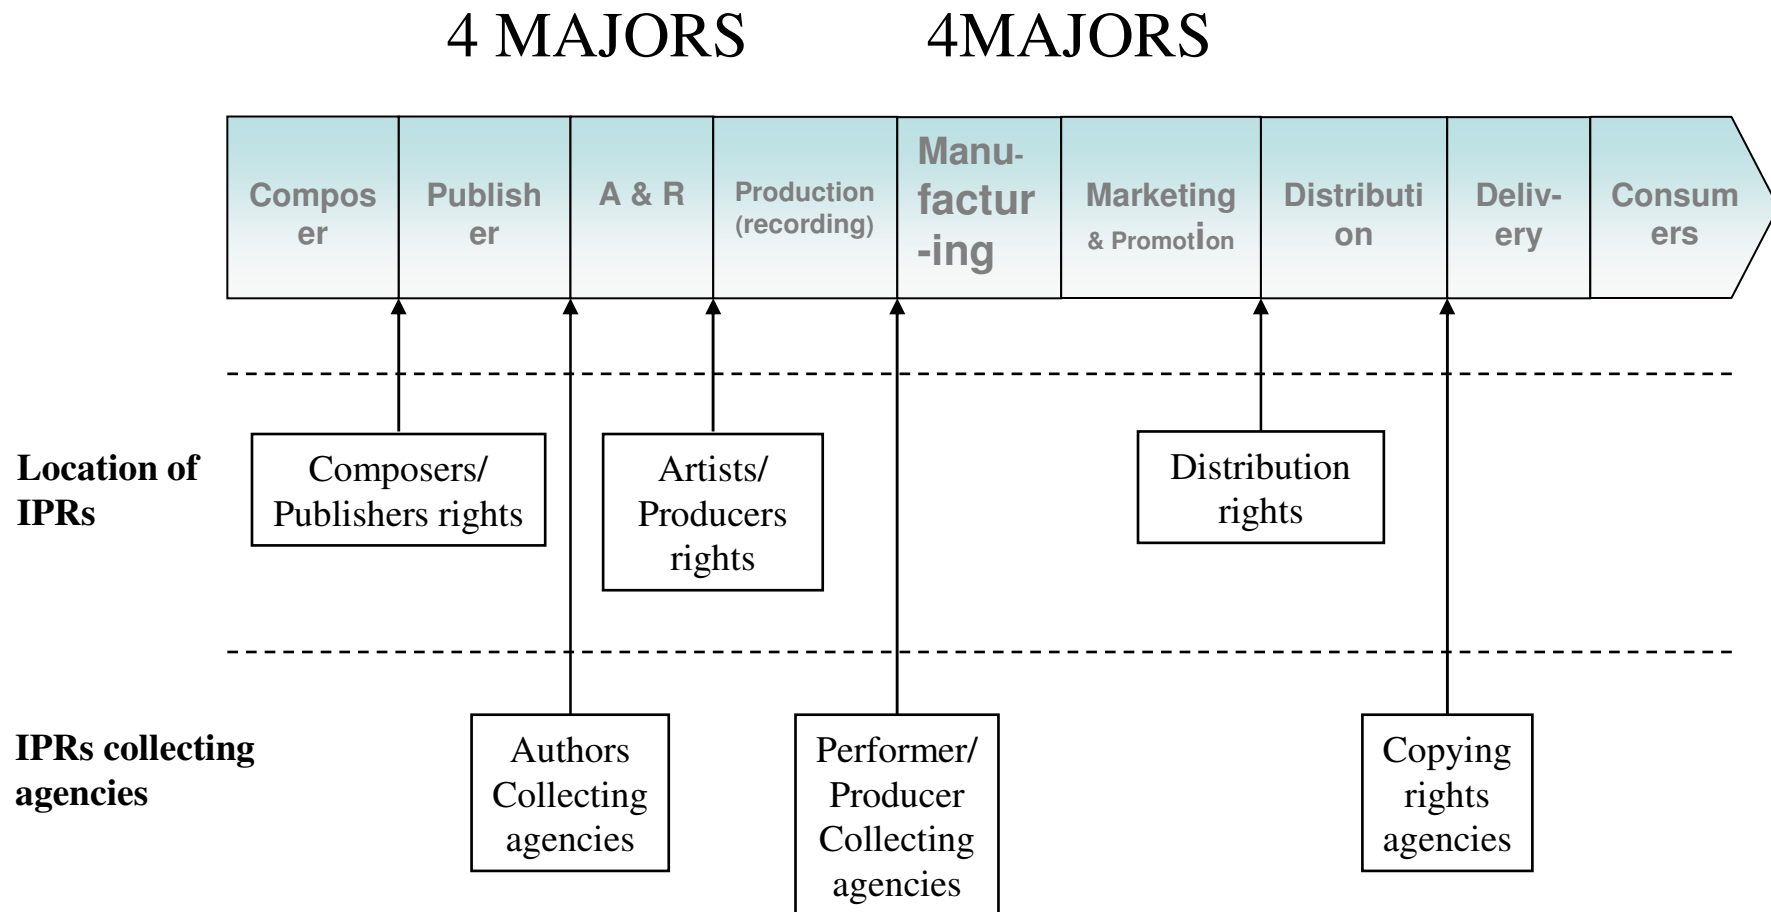 4 MAJORS
4MAJORS
Compos
er
Publish
er
A & R
Production
(recording)
Manu-
factur
-ing
Marketing
& Promotion
Distributi
on
Deliv-
ery
Consum
ers
Location of
IPRs
Composers/
Publishers rights
Artists/
Producers
rights
Distribution
rights
IPRs collecting
agencies
Authors
Collecting
agencies
Performer/
Producer
Collecting
agencies
Copying
rights
agencies